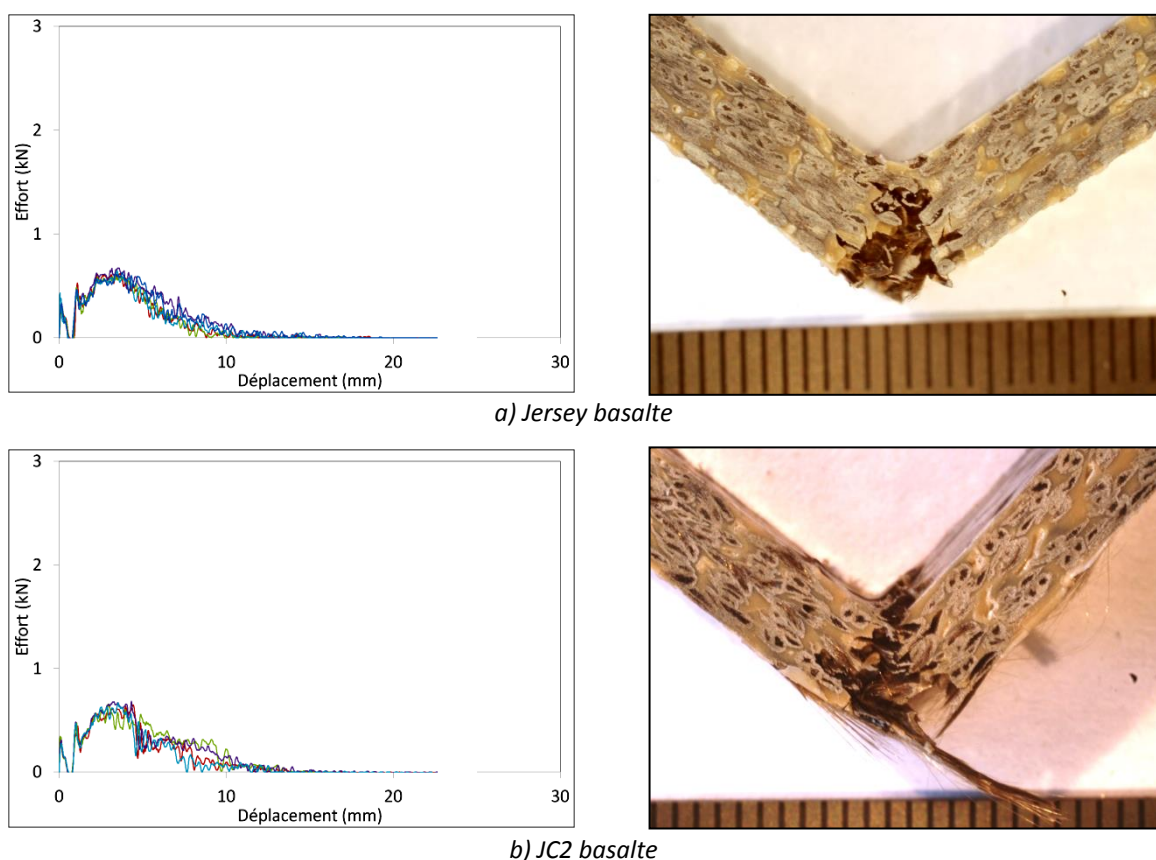 3
2
1
0
Effort (kN)
0
10
20
30
Déplacement (mm)
a) Jersey basalte
3
2
1
0
Effort (kN)
0
10
20
30
Déplacement (mm)
b) JC2 basalte